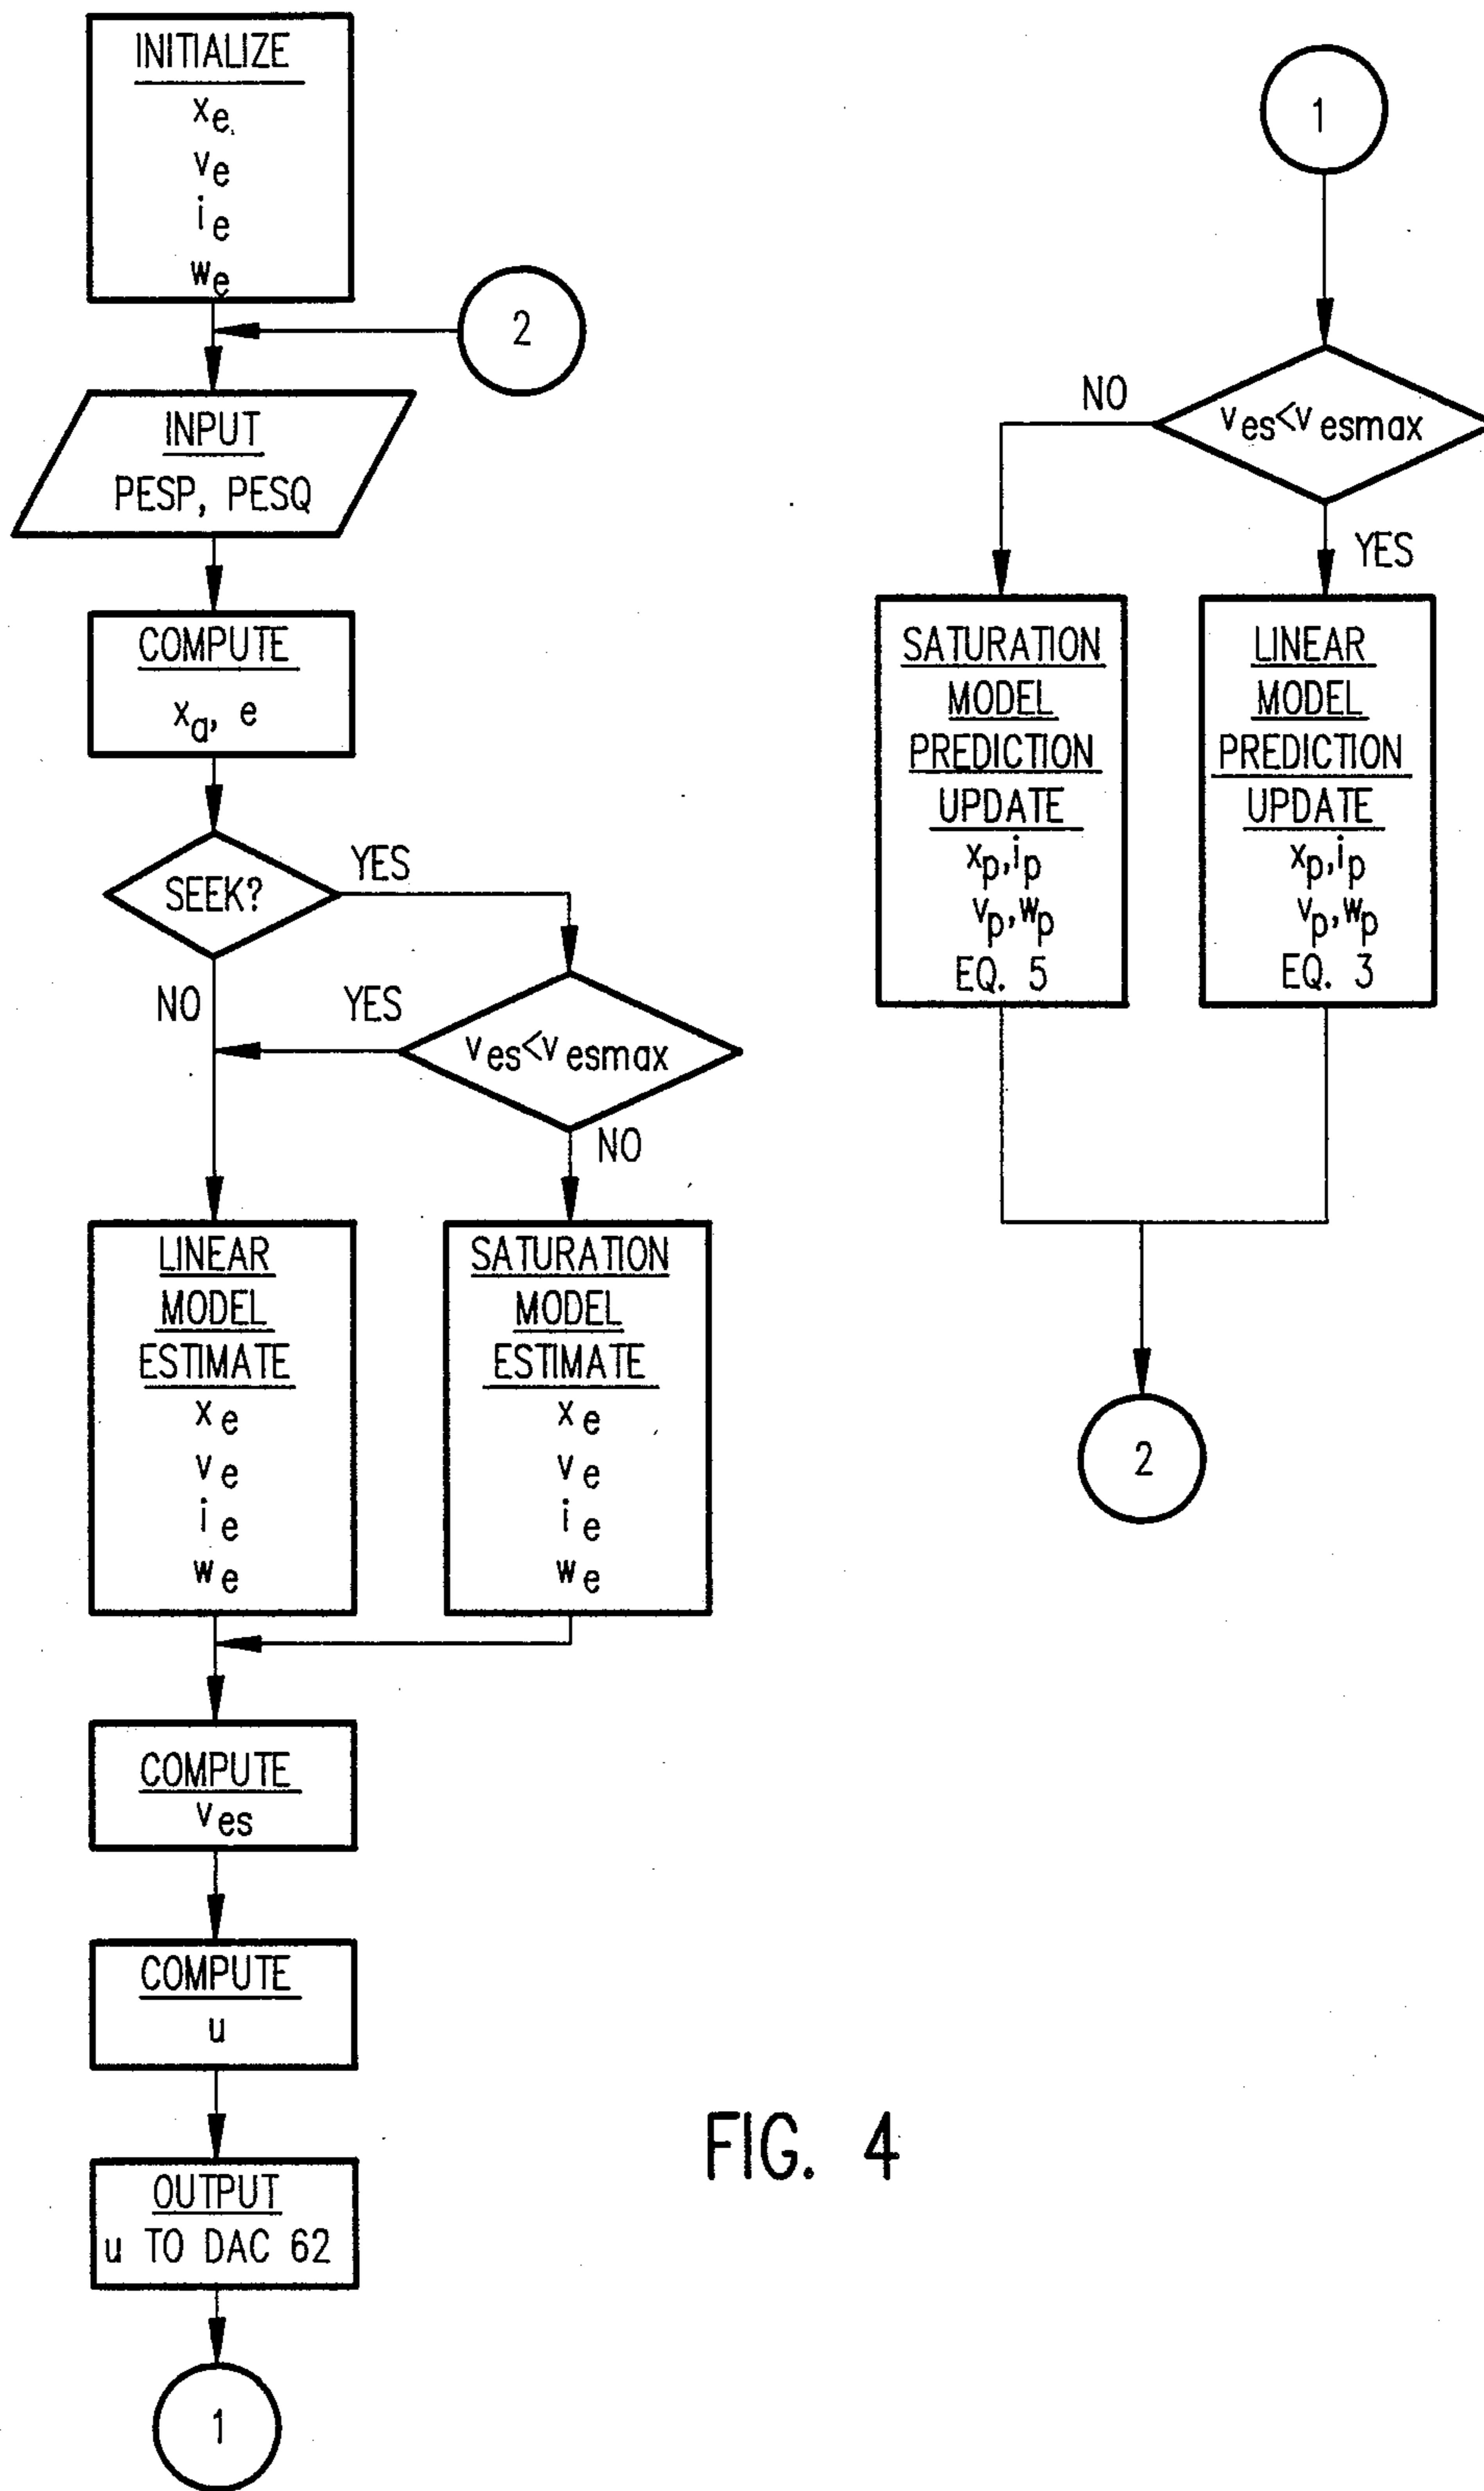 INITIALIZE
xe
ve
ie
we
2
INPUT
PESP, PESQ
COMPUTE
xa, e
SEEK?
YES
NO
YES
ves<vesmax
NO
LINEAR
MODEL
ESTIMATE
xe
ve
ie
we
SATURATION
MODEL
ESTIMATE
xe
ve
ie
we
COMPUTE
ves
COMPUTE
u
OUTPUT
u TO DAC 62
1
1
NO
ves<vesmax
YES
SATURATION
MODEL
PREDICTION
UPDATE
xp,ip
vp,wp
EQ. 5
LINEAR
MODEL
PREDICTION
UPDATE
xp,ip
vp,wp
EQ. 3
2
FIG. 4